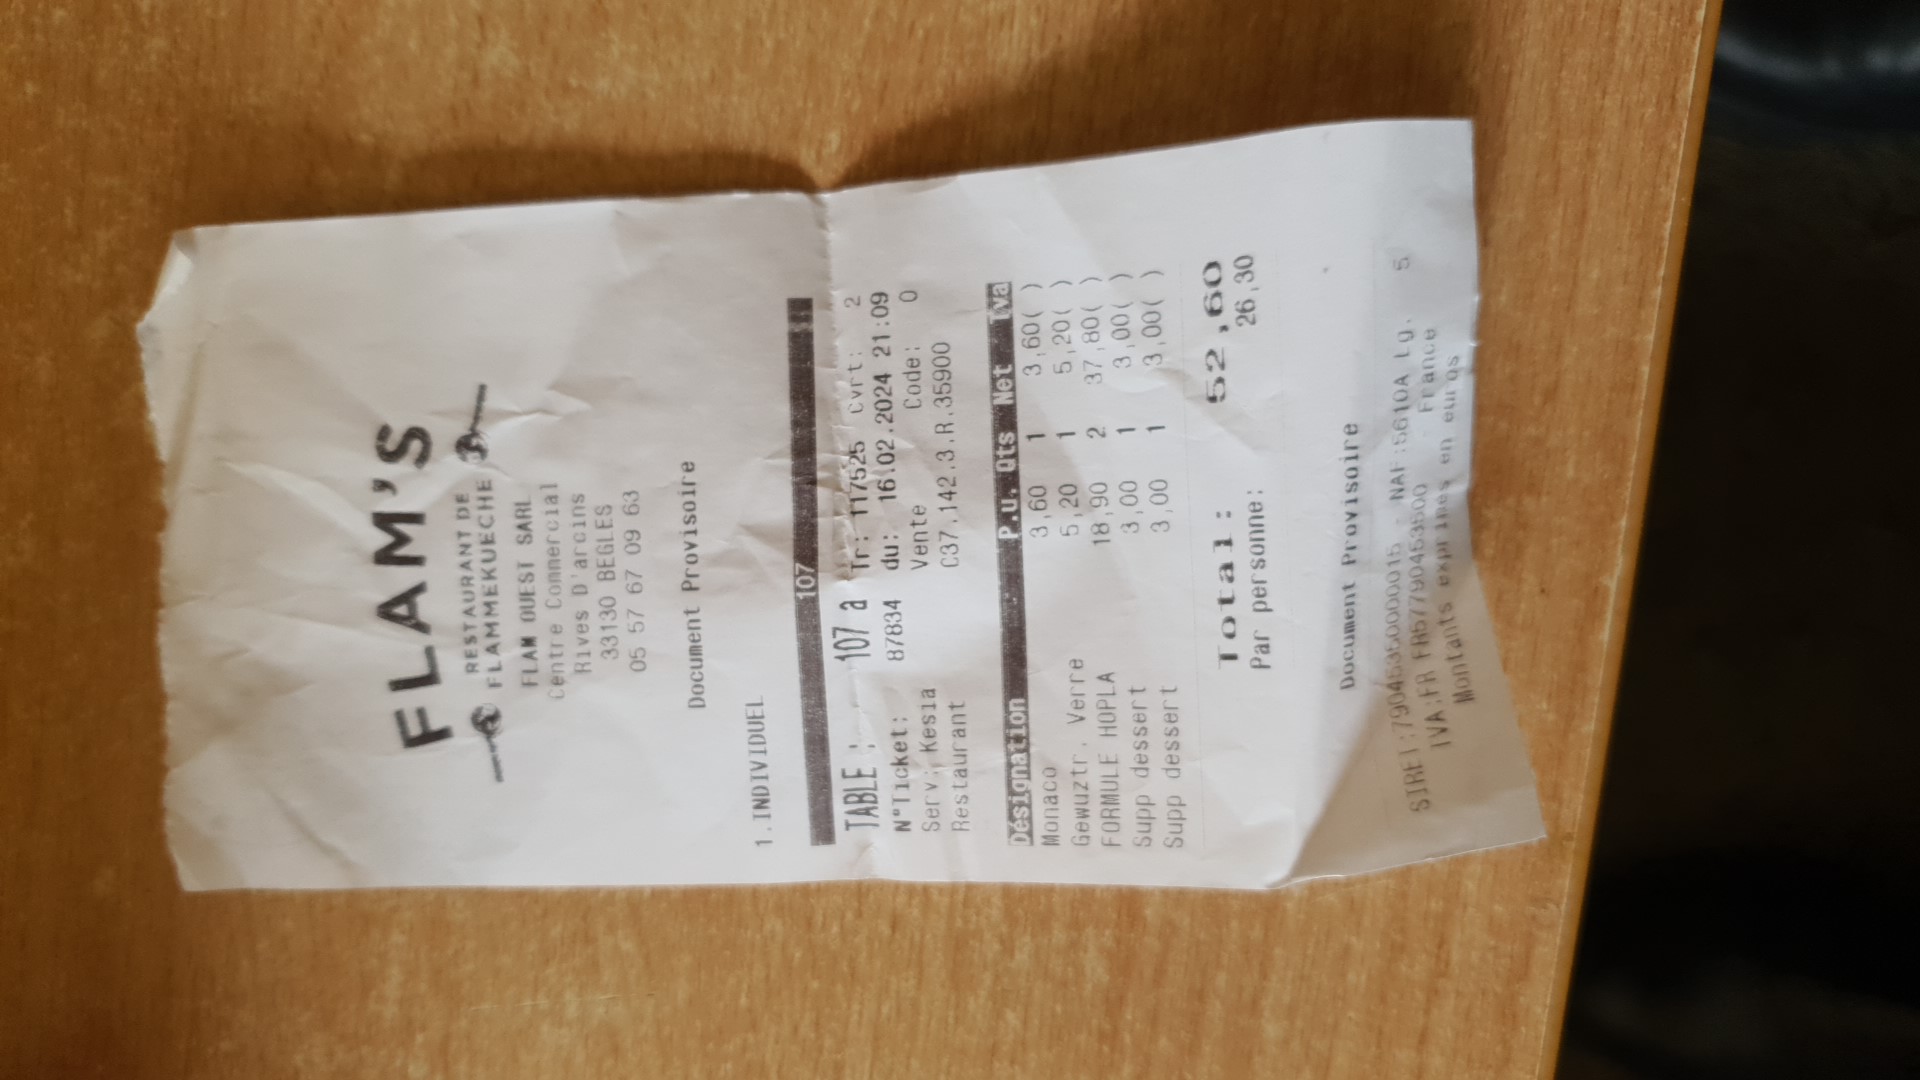 FLAM'S
RESTAURANT DE
FLAMMEKUECHE
FLAM OUEST SARL
Centre Commercial
Rives D'arcins
33130 BEGLES
05 57 67 09 63
Document Provisoire
1.INDIVIDUEL
107
TABLE : 107 a Tr: 117525 Cvrt: 2
N°Ticket: 87834 du: 16.02.2024 21:09
Serv: Kesia Vente Code: 0
Restaurant C37.142.3.R.35900
Désignation P.u. Qts Net Tva
Monaco 3,60 1 3,60( )
Gewuztr. Verre 5,20 1 5,20( )
FORMULE HOPLA 18,90 2 37,80( )
Supp dessert 3,00 1 3,00( )
Supp dessert 3,00 1 3,00( )
Total: 52,60
Par personne: 26,30
Document Provisoire
NAF:5610A Lg. 5
France
Montants exprimés en euros